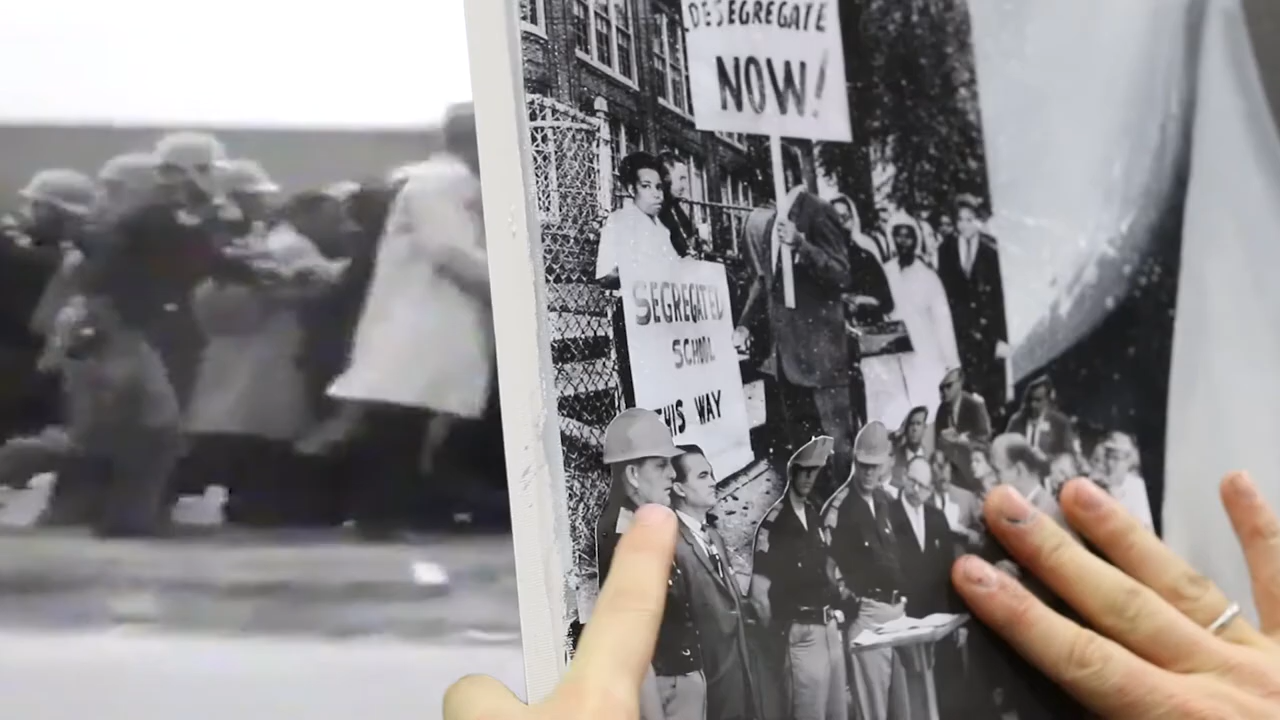 DESEGREGATE
NOW!
SEGREGATED
SCHOOL
THIS WAY